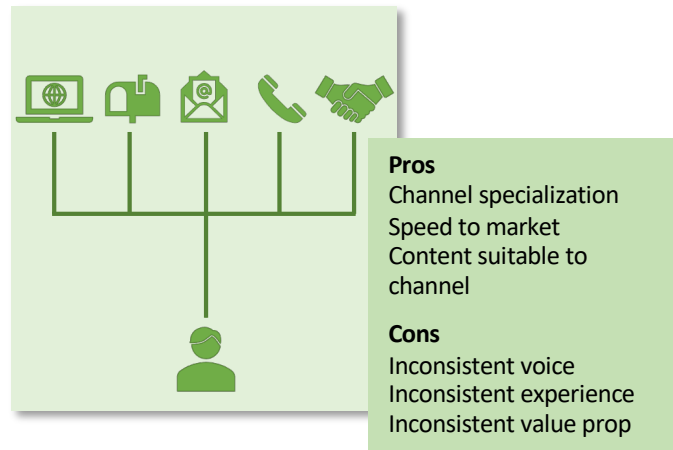 @
Pros
Channel specialization
Speed to market
Content suitable to
channel
Cons
Inconsistent voice
Inconsistent experience
Inconsistent value prop